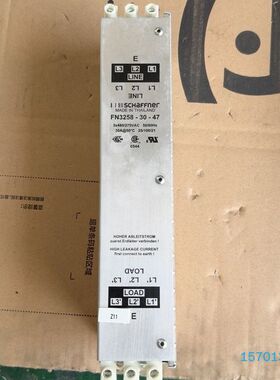 E
L3 L2 L1
LINE
LINE
L3 L2 L1
SCHAFFNER
MADE IN THAILAND
FN3258 - 30 - 47
3x480/275VAC 50/60Hz
30A@50°C 25/100/21
0544
HOHER ABLEITSTROM
zuerst Erdleiter verbinden !
HIGH LEAKAGE CURRENT
first connect to earth !
L1' L2' L3'
LOAD
LOAD
L3' L2' L1'
E
Z11
15701